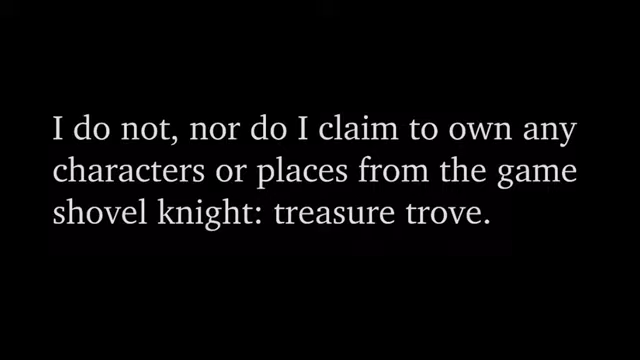 I do not, nor do I claim to own any
characters or places from the game
shovel knight: treasure trove.